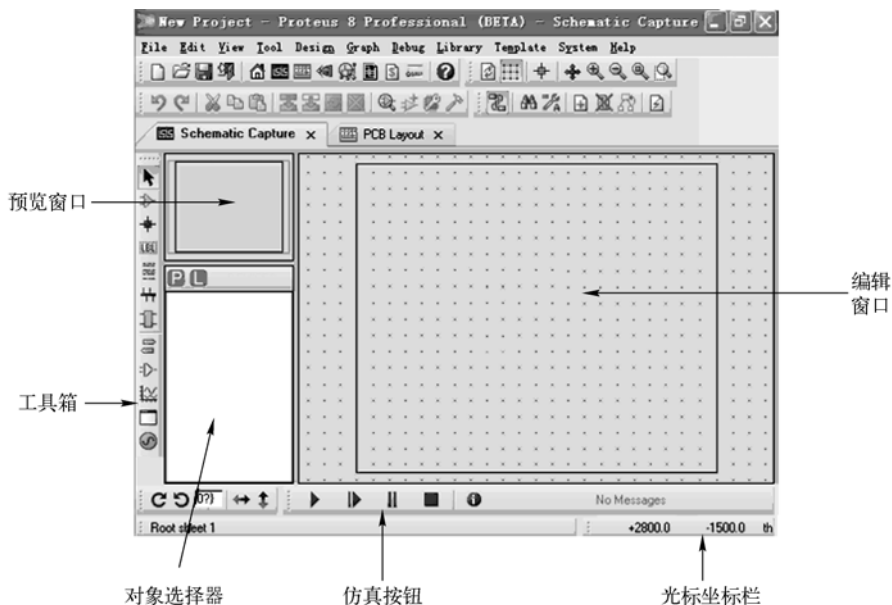 New Project - Proteus 8 Professional (BETA) - Schematic Capture
File Edit View Tool Design Graph Debug Library Template System Help
Schematic Capture
PCB Layout
预览窗口
LBL
P L
编辑
窗口
工具箱
No Messages
Root sheet 1
+2800.0 -1500.0 th
对象选择器
仿真按钮
光标坐标栏